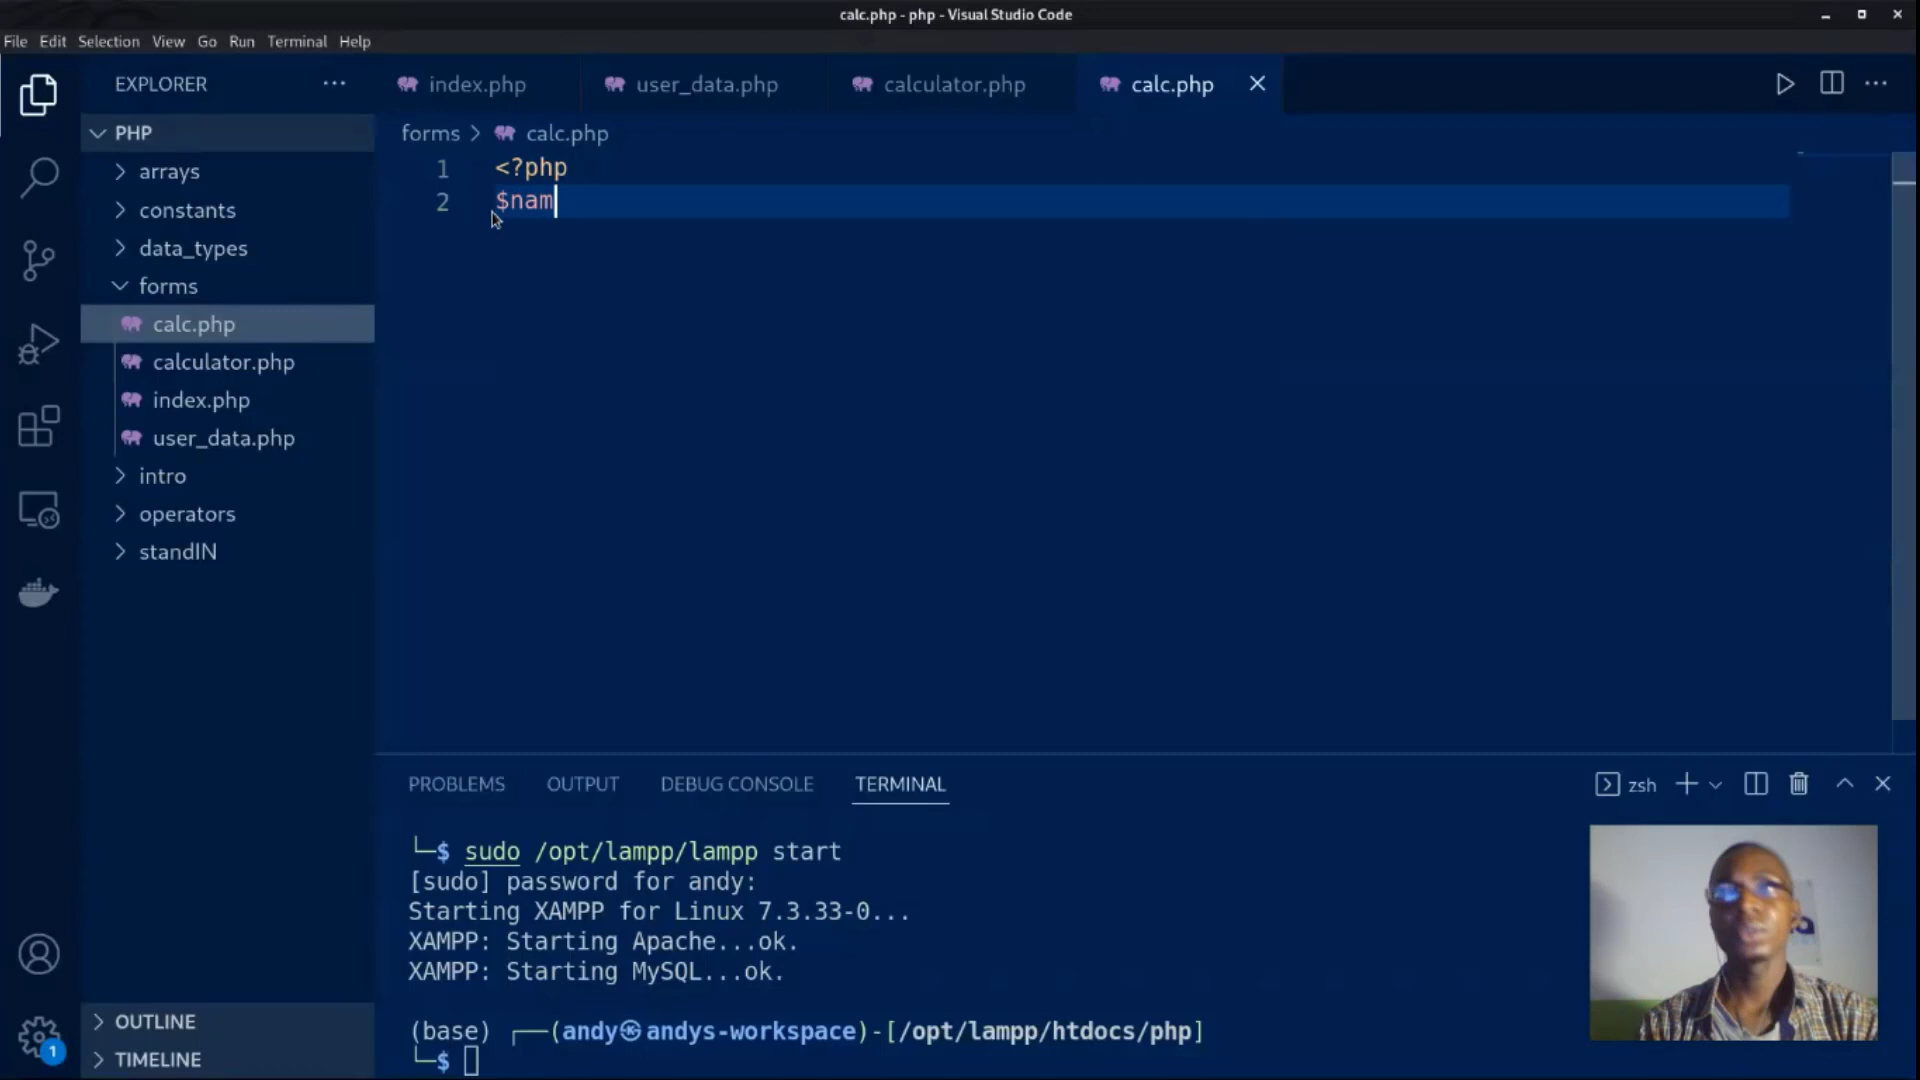 calc.php - php - Visual Studio Code
File Edit Selection View Go Run Terminal Help
EXPLORER
PHP
arrays
constants
data_types
forms
calc.php
calculator.php
index.php
user_data.php
intro
operators
standIN
OUTLINE
TIMELINE
1
index.php user_data.php calculator.php calc.php
forms > calc.php
1 <?php
2 $nam
PROBLEMS OUTPUT DEBUG CONSOLE TERMINAL
zsh
└─$ sudo /opt/lampp/lampp start
[sudo] password for andy:
Starting XAMPP for Linux 7.3.33-0...
XAMPP: Starting Apache...ok.
XAMPP: Starting MySQL...ok.
(base) ┌──(andy㉿andys-workspace)-[/opt/lampp/htdocs/php]
└─$